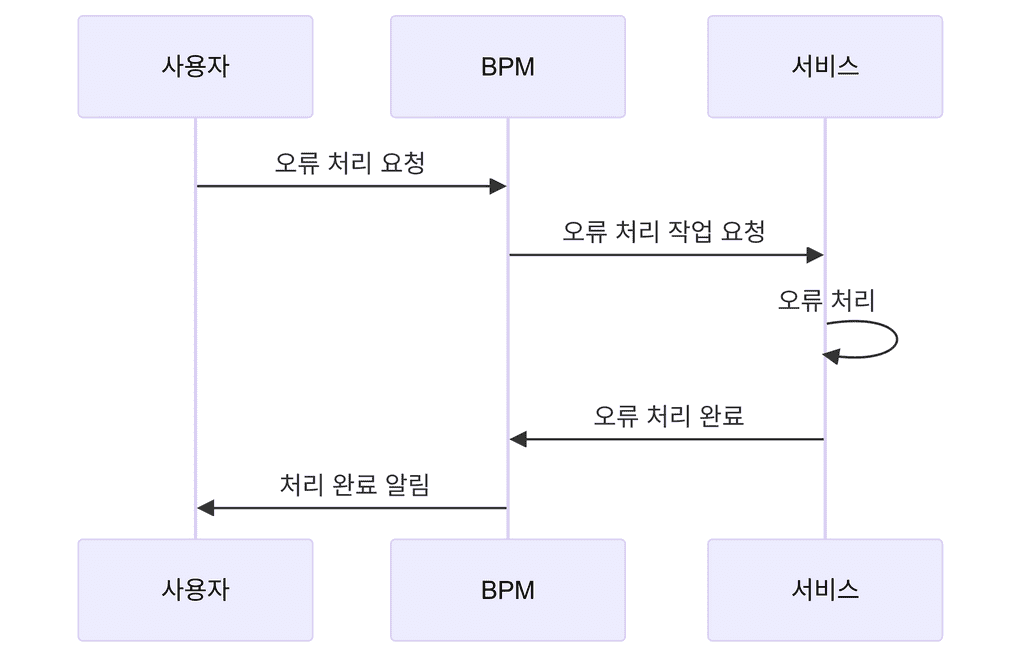 사용자
BPM
서비스
오류 처리 요청
오류 처리 작업 요청
오류 처리
오류 처리 완료
처리 완료 알림
사용자
BPM
서비스